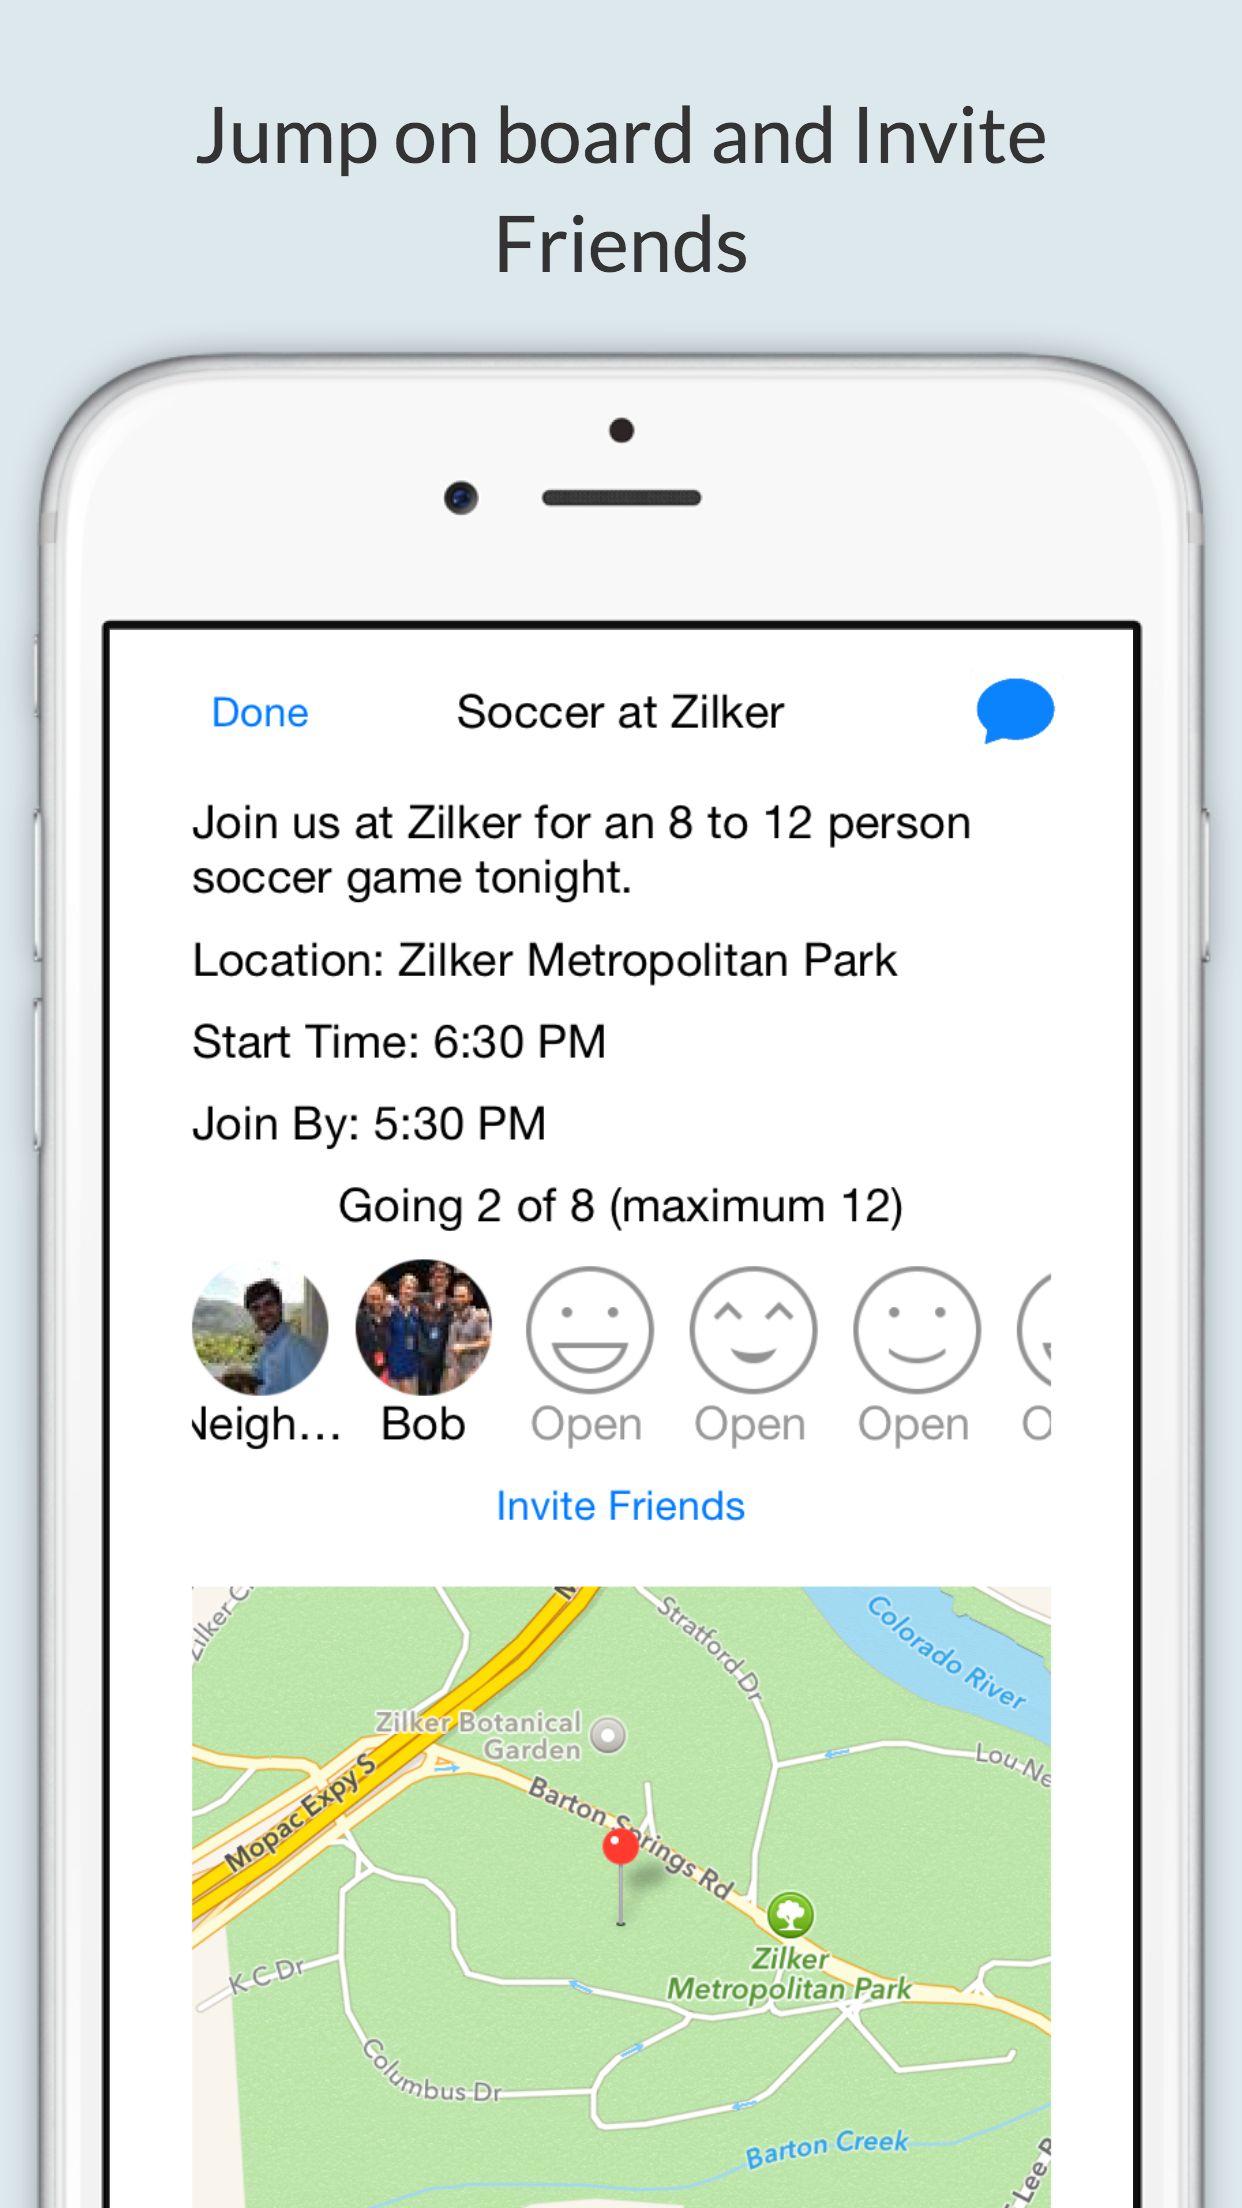 Jump on board and Invite
Friends
Done
Soccer at Zilker
Join us at Zilker for an 8 to 12 person
soccer game tonight.
Location: Zilker Metropolitan Park
Start Time: 6:30 PM
Join By: 5:30 PM
Going 2 of 8 (maximum 12)
Neigh...
Bob
Open
Open
Open
O
Invite Friends
Stratford Dr
Colorado River
Zilker Botanical
Garden
Lou Ne
Mopac Expy S
Barton Springs Rd
Zilker
Metropolitan Park
K C Dr
Columbus Dr
Barton Creek
Lee